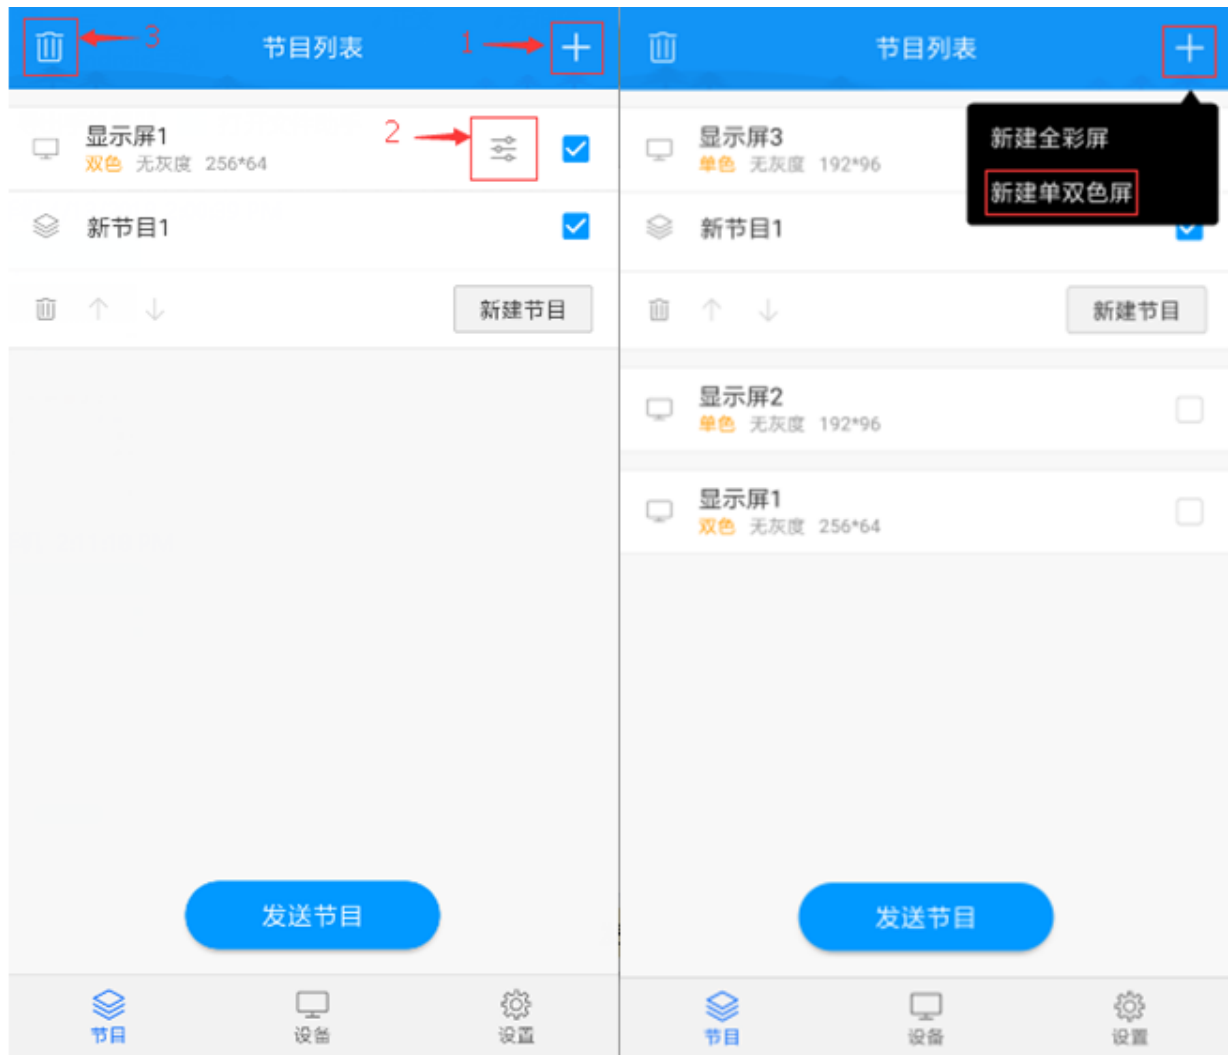 3
节目列表
1
显示屏1
双色 无灰度 256*64
2
新节目1
新建节目
发送节目
节目
设备
设置
节目列表
新建全彩屏
新建单双色屏
显示屏3
单色 无灰度 192*96
新节目1
新建节目
显示屏2
单色 无灰度 192*96
显示屏1
双色 无灰度 256*64
发送节目
节目
设备
设置